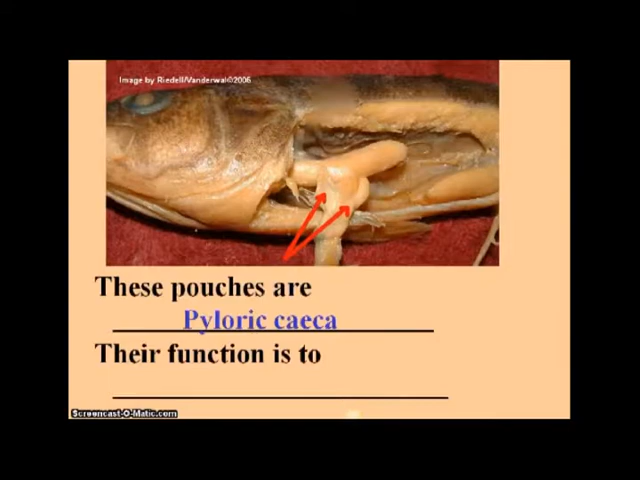 Image by Riedell/Vanderwal©2006
These pouches are
Pyloric caeca
Their function is to
Screencast-O-Matic.com